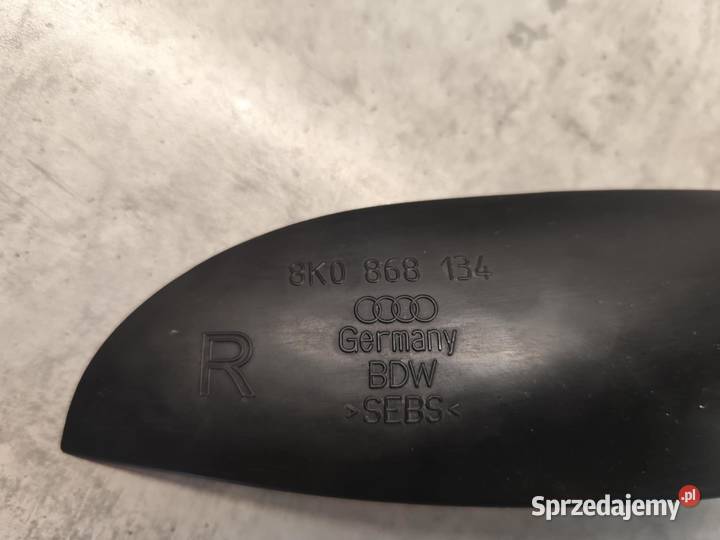 8K0 868 134
Germany
R
BDW
>SEBS<
Sprzedajemy.pl